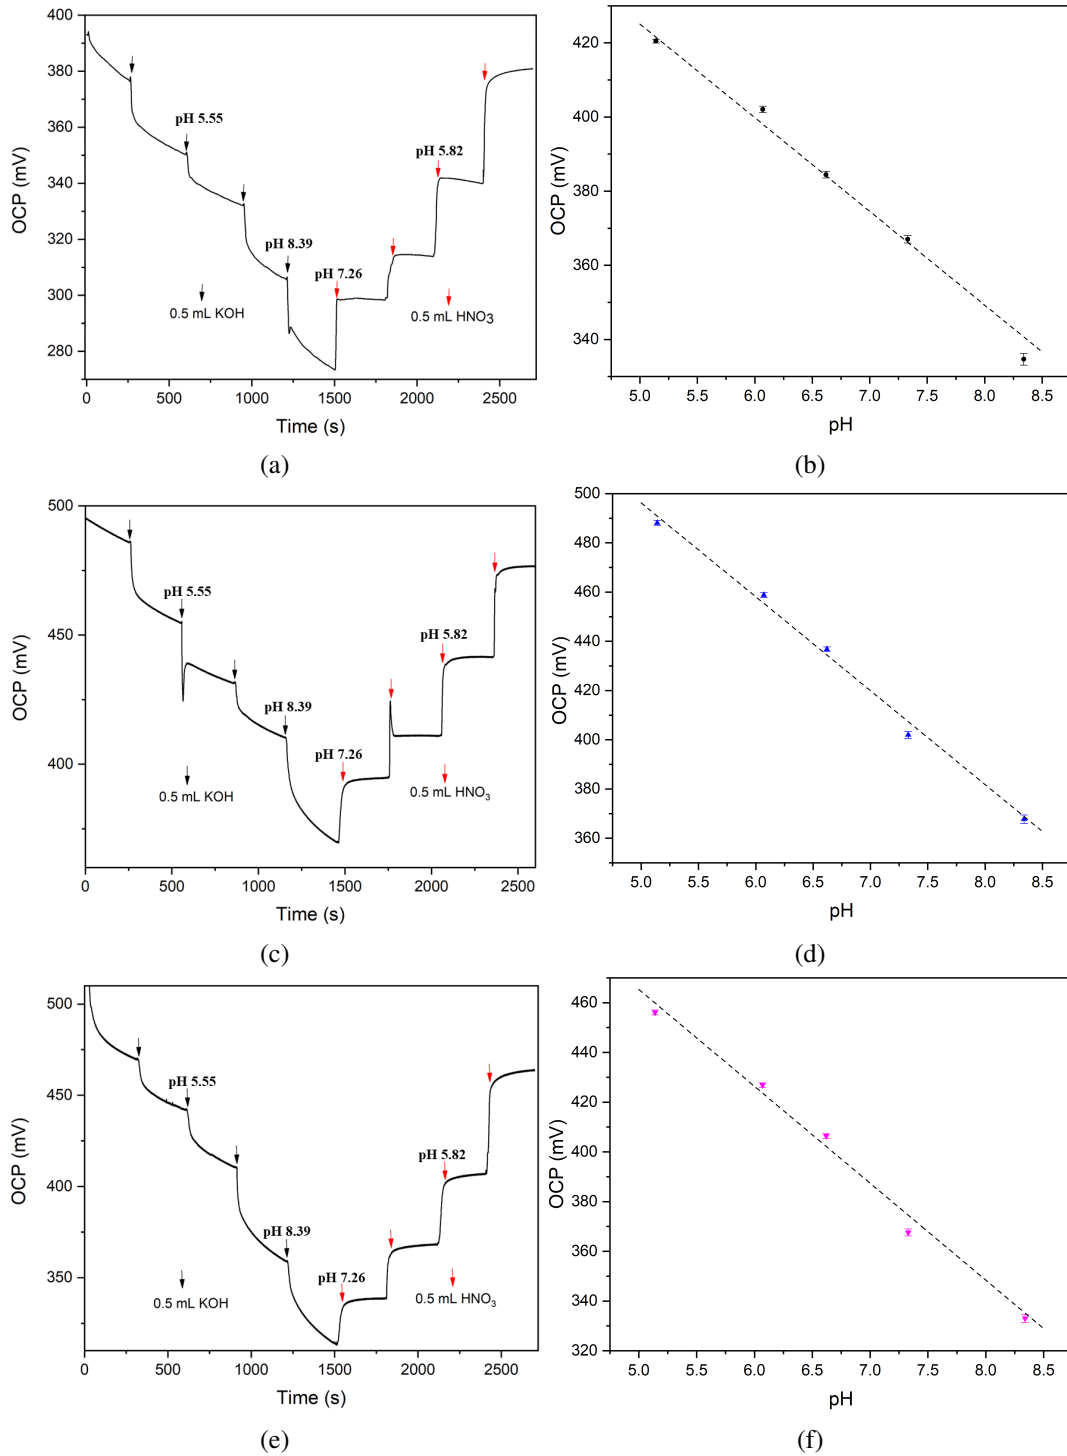 400
380
360
340
320
300
280
OCP (mV)
pH 5.55
pH 8.39
pH 7.26
pH 5.82
0.5 mL KOH
0.5 mL HNO3
0 500 1000 1500 2000 2500
Time (s)
(a)
420
400
380
360
340
OCP (mV)
5.0 5.5 6.0 6.5 7.0 7.5 8.0 8.5
pH
(b)
500
450
400
OCP (mV)
pH 5.55
pH 8.39
pH 7.26
pH 5.82
0.5 mL KOH
0.5 mL HNO3
0 500 1000 1500 2000 2500
Time (s)
(c)
500
480
460
440
420
400
380
360
OCP (mV)
5.0 5.5 6.0 6.5 7.0 7.5 8.0 8.5
pH
(d)
500
450
400
350
OCP (mV)
pH 5.55
pH 8.39
pH 7.26
pH 5.82
0.5 mL KOH
0.5 mL HNO3
0 500 1000 1500 2000 2500
Time (s)
(e)
460
440
420
400
380
360
340
320
OCP (mV)
5.0 5.5 6.0 6.5 7.0 7.5 8.0 8.5
pH
(f)